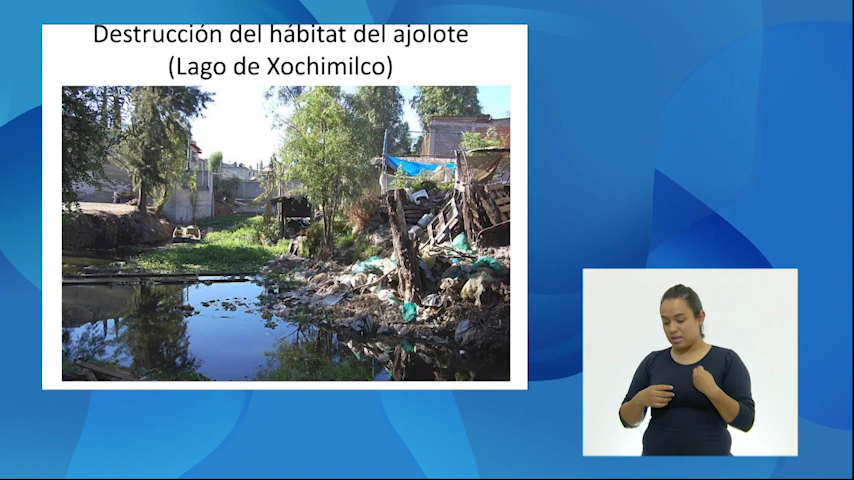 Destrucción del hábitat del ajolote
(Lago de Xochimilco)